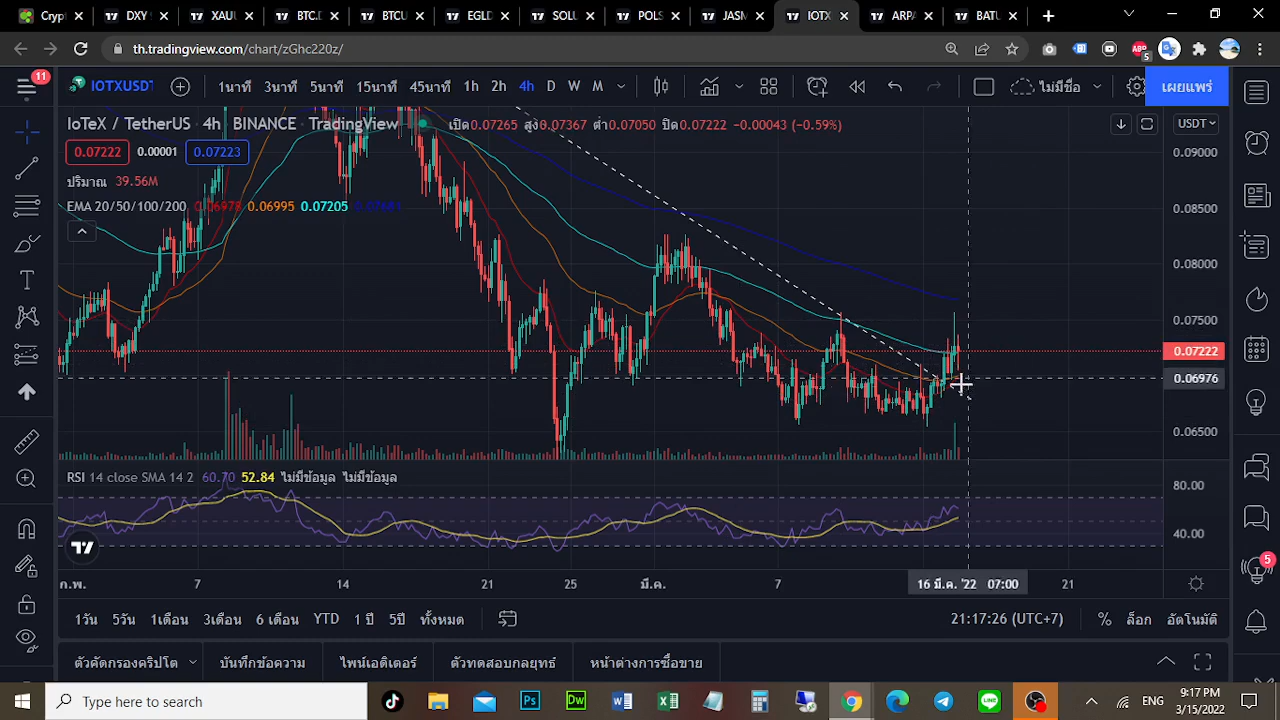 Cryp
DXY
XAU
BTC.D
BTCU
EGLD
SOLU
POLS
JASM
IOTX
ARPA
BATU
th.tradingview.com/chart/zGhc220z/
ABP 5
11
IOTXUSDT
1นาที 3นาที 5นาที 15นาที 45นาที 1h 2h 4h D W M
ไม่มีชื่อ
เผยแพร่
IoTeX / TetherUS · 4h · BINANCE · TradingView
เปิด0.07265 สูง0.07367 ต่ำ0.07050 ปิด0.07222 −0.00043 (−0.59%)
USDT
0.07222 0.00001 0.07223
ปริมาณ 39.56M
EMA 20/50/100/200 0.06978 0.06995 0.07205
0.09000
0.08500
0.08000
0.07500
0.07222
0.06976
0.06500
RSI 14 close SMA 14 2 60.70 52.84 ไม่มีข้อมูล ไม่มีข้อมูล
80.00
40.00
ก.พ. 7 14 21 25 มี.ค. 7 16 มี.ค. '22 07:00 21
5
1วัน 5วัน 1เดือน 3เดือน 6 เดือน YTD 1 ปี 5ปี ทั้งหมด
21:17:26 (UTC+7) % ล็อก อัตโนมัติ
ตัวคัดกรองคริปโต บันทึกข้อความ ไพน์เอดิเตอร์ ตัวทดสอบกลยุทธ์ หน้าต่างการซื้อขาย
Type here to search
Ps
Dw
ENG
9:17 PM
3/15/2022